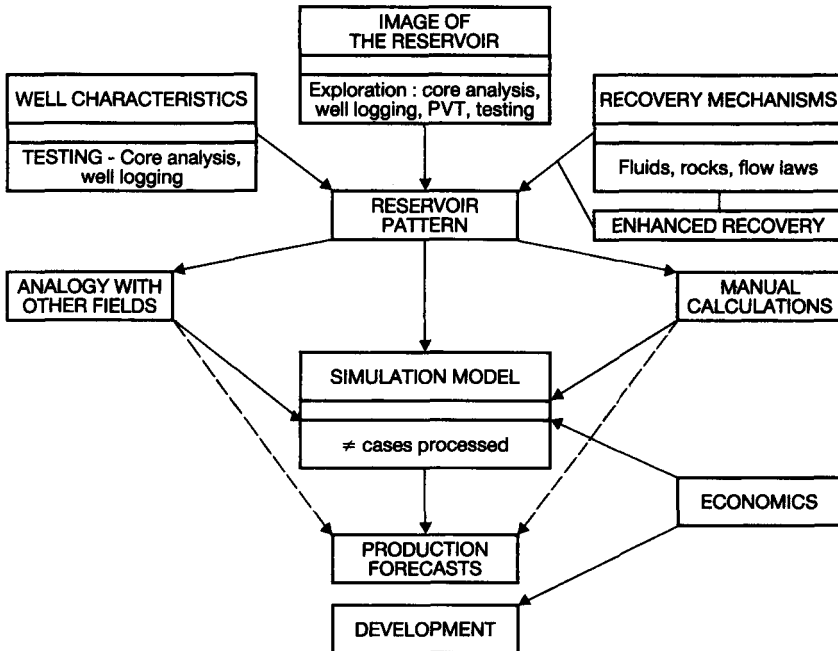 IMAGE OF
THE RESERVOIR
Exploration : core analysis,
well logging, PVT, testing
WELL CHARACTERISTICS
TESTING - Core analysis,
well logging
RECOVERY MECHANISMS
Fluids, rocks, flow laws
ENHANCED RECOVERY
RESERVOIR
PATTERN
ANALOGY WITH
OTHER FIELDS
MANUAL
CALCULATIONS
SIMULATION MODEL
≠ cases processed
ECONOMICS
PRODUCTION
FORECASTS
DEVELOPMENT